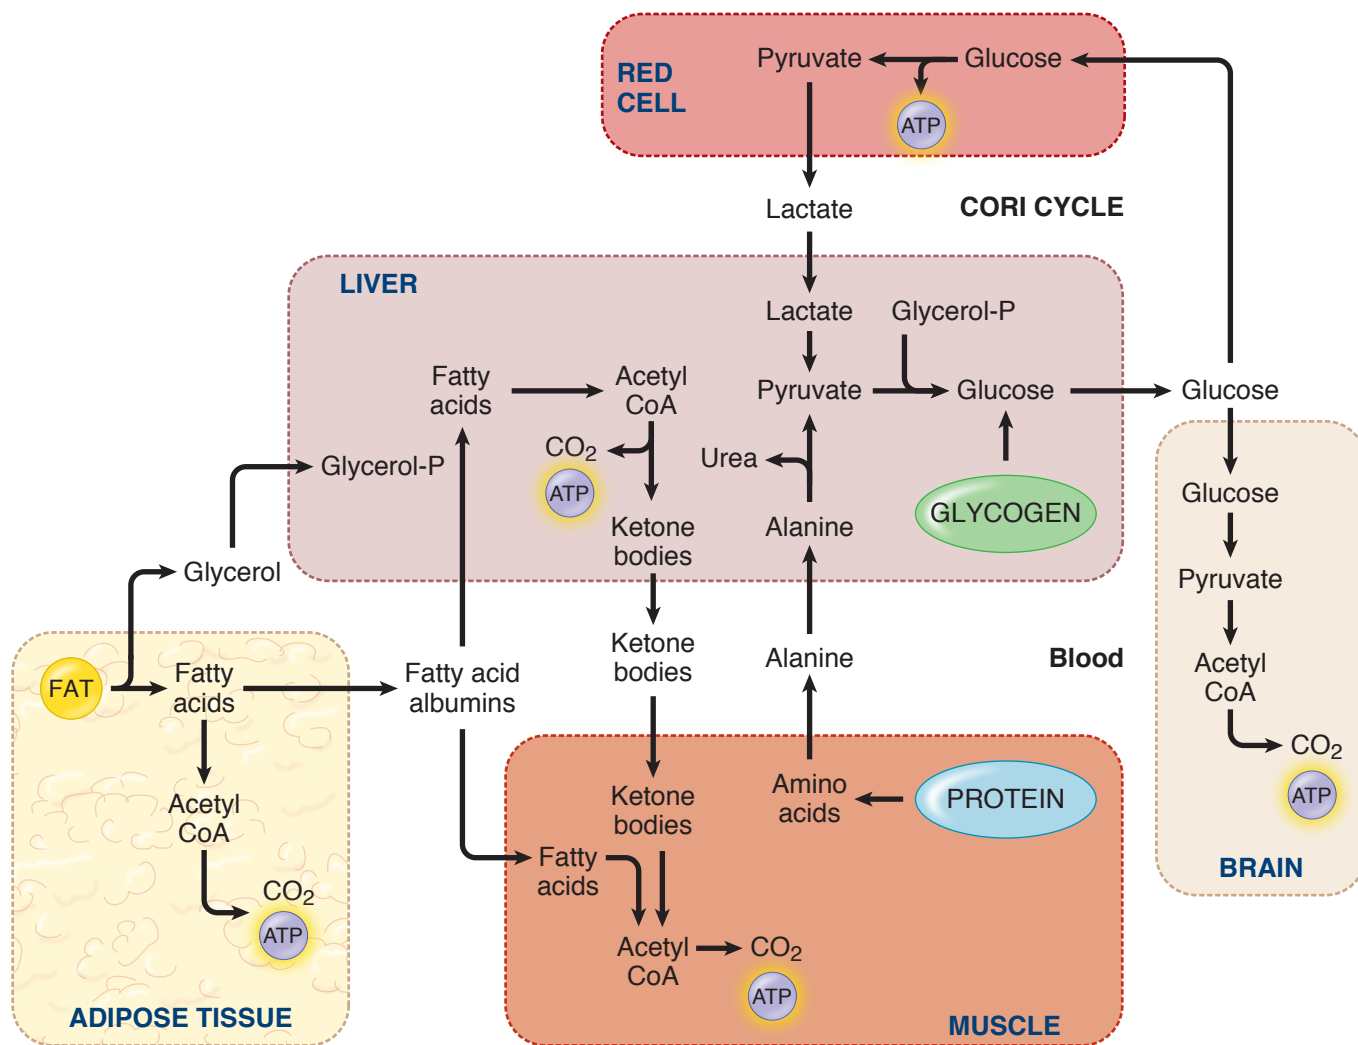 RED
CELL
Pyruvate
Glucose
ATP
Lactate
CORI CYCLE
LIVER
Lactate
Glycerol-P
Fatty
acids
Acetyl
CoA
Pyruvate
Glucose
Glucose
CO2
ATP
Urea
Glycerol-P
GLYCOGEN
Ketone
bodies
Alanine
Glycerol
Glucose
Pyruvate
Acetyl
CoA
CO2
ATP
BRAIN
Ketone
bodies
Alanine
Blood
FAT
Fatty
acids
Fatty acid
albumins
Acetyl
CoA
CO2
ATP
ADIPOSE TISSUE
Ketone
bodies
Amino
acids
PROTEIN
Fatty
acids
Acetyl
CoA
CO2
ATP
MUSCLE